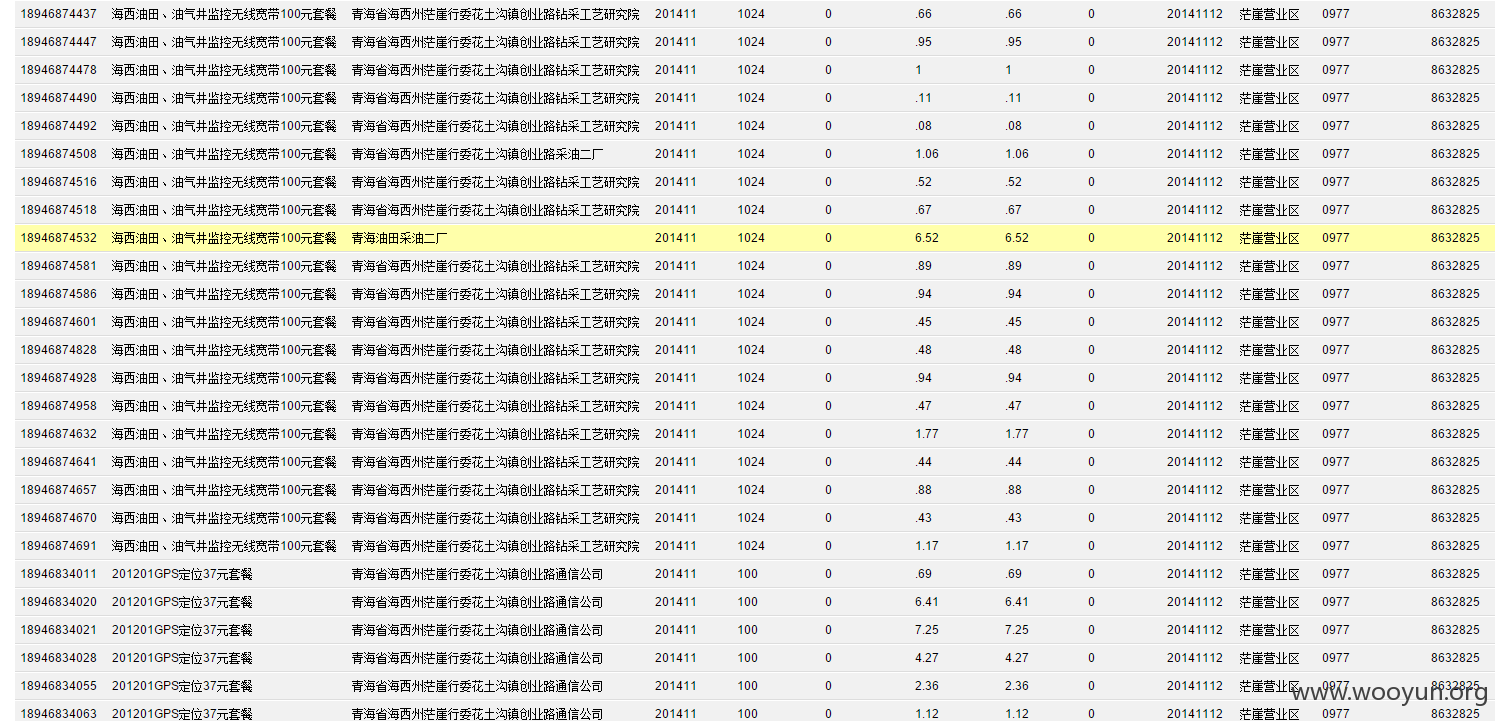 18946874437 海西油田、油气井监控无线宽带100元套餐 青海省海西州茫崖行委花土沟镇创业路钻采工艺研究院 201411 1024 0 .66 .66 0 20141112 茫崖营业区 0977 8632825
18946874447 海西油田、油气井监控无线宽带100元套餐 青海省海西州茫崖行委花土沟镇创业路钻采工艺研究院 201411 1024 0 .95 .95 0 20141112 茫崖营业区 0977 8632825
18946874478 海西油田、油气井监控无线宽带100元套餐 青海省海西州茫崖行委花土沟镇创业路钻采工艺研究院 201411 1024 0 1 1 0 20141112 茫崖营业区 0977 8632825
18946874490 海西油田、油气井监控无线宽带100元套餐 青海省海西州茫崖行委花土沟镇创业路钻采工艺研究院 201411 1024 0 .11 .11 0 20141112 茫崖营业区 0977 8632825
18946874492 海西油田、油气井监控无线宽带100元套餐 青海省海西州茫崖行委花土沟镇创业路钻采工艺研究院 201411 1024 0 .08 .08 0 20141112 茫崖营业区 0977 8632825
18946874508 海西油田、油气井监控无线宽带100元套餐 青海省海西州茫崖行委花土沟镇创业路采油二厂 201411 1024 0 1.06 1.06 0 20141112 茫崖营业区 0977 8632825
18946874516 海西油田、油气井监控无线宽带100元套餐 青海省海西州茫崖行委花土沟镇创业路钻采工艺研究院 201411 1024 0 .52 .52 0 20141112 茫崖营业区 0977 8632825
18946874518 海西油田、油气井监控无线宽带100元套餐 青海省海西州茫崖行委花土沟镇创业路钻采工艺研究院 201411 1024 0 .67 .67 0 20141112 茫崖营业区 0977 8632825
18946874532 海西油田、油气井监控无线宽带100元套餐 青海油田采油二厂 201411 1024 0 6.52 6.52 0 20141112 茫崖营业区 0977 8632825
18946874581 海西油田、油气井监控无线宽带100元套餐 青海省海西州茫崖行委花土沟镇创业路钻采工艺研究院 201411 1024 0 .89 .89 0 20141112 茫崖营业区 0977 8632825
18946874586 海西油田、油气井监控无线宽带100元套餐 青海省海西州茫崖行委花土沟镇创业路钻采工艺研究院 201411 1024 0 .94 .94 0 20141112 茫崖营业区 0977 8632825
18946874601 海西油田、油气井监控无线宽带100元套餐 青海省海西州茫崖行委花土沟镇创业路钻采工艺研究院 201411 1024 0 .45 .45 0 20141112 茫崖营业区 0977 8632825
18946874828 海西油田、油气井监控无线宽带100元套餐 青海省海西州茫崖行委花土沟镇创业路钻采工艺研究院 201411 1024 0 .48 .48 0 20141112 茫崖营业区 0977 8632825
18946874928 海西油田、油气井监控无线宽带100元套餐 青海省海西州茫崖行委花土沟镇创业路钻采工艺研究院 201411 1024 0 .94 .94 0 20141112 茫崖营业区 0977 8632825
18946874958 海西油田、油气井监控无线宽带100元套餐 青海省海西州茫崖行委花土沟镇创业路钻采工艺研究院 201411 1024 0 .47 .47 0 20141112 茫崖营业区 0977 8632825
18946874632 海西油田、油气井监控无线宽带100元套餐 青海省海西州茫崖行委花土沟镇创业路钻采工艺研究院 201411 1024 0 1.77 1.77 0 20141112 茫崖营业区 0977 8632825
18946874641 海西油田、油气井监控无线宽带100元套餐 青海省海西州茫崖行委花土沟镇创业路钻采工艺研究院 201411 1024 0 .44 .44 0 20141112 茫崖营业区 0977 8632825
18946874657 海西油田、油气井监控无线宽带100元套餐 青海省海西州茫崖行委花土沟镇创业路钻采工艺研究院 201411 1024 0 .88 .88 0 20141112 茫崖营业区 0977 8632825
18946874670 海西油田、油气井监控无线宽带100元套餐 青海省海西州茫崖行委花土沟镇创业路钻采工艺研究院 201411 1024 0 .43 .43 0 20141112 茫崖营业区 0977 8632825
18946874691 海西油田、油气井监控无线宽带100元套餐 青海省海西州茫崖行委花土沟镇创业路钻采工艺研究院 201411 1024 0 1.17 1.17 0 20141112 茫崖营业区 0977 8632825
18946834011 201201GPS定位37元套餐 青海省海西州茫崖行委花土沟镇创业路通信公司 201411 100 0 .69 .69 0 20141112 茫崖营业区 0977 8632825
18946834020 201201GPS定位37元套餐 青海省海西州茫崖行委花土沟镇创业路通信公司 201411 100 0 6.41 6.41 0 20141112 茫崖营业区 0977 8632825
18946834021 201201GPS定位37元套餐 青海省海西州茫崖行委花土沟镇创业路通信公司 201411 100 0 7.25 7.25 0 20141112 茫崖营业区 0977 8632825
18946834028 201201GPS定位37元套餐 青海省海西州茫崖行委花土沟镇创业路通信公司 201411 100 0 4.27 4.27 0 20141112 茫崖营业区 0977 8632825
18946834055 201201GPS定位37元套餐 青海省海西州茫崖行委花土沟镇创业路通信公司 201411 100 0 2.36 2.36 0 20141112 茫崖营业区 0977 8632825
www.wooyun.org
18946834063 201201GPS定位37元套餐 青海省海西州茫崖行委花土沟镇创业路通信公司 201411 100 0 1.12 1.12 0 20141112 茫崖营业区 0977 8632825